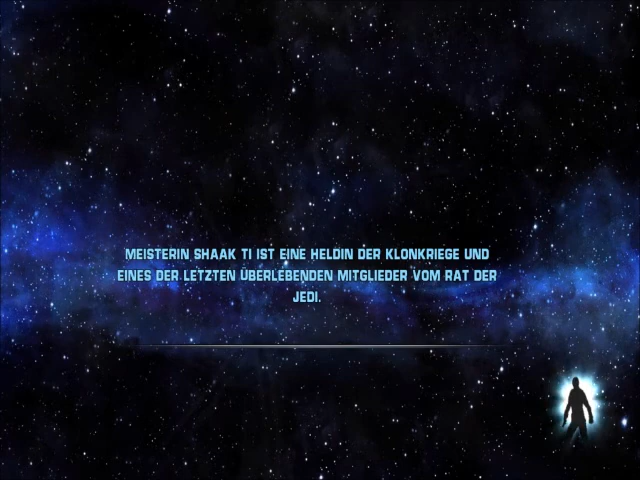 MEISTERIN SHAAK TI IST EINE HELDIN DER KLONKRIEGE UND
EINES DER LETZTEN ÜBERLEBENDEN MITGLIEDER VOM RAT DER
JEDI.